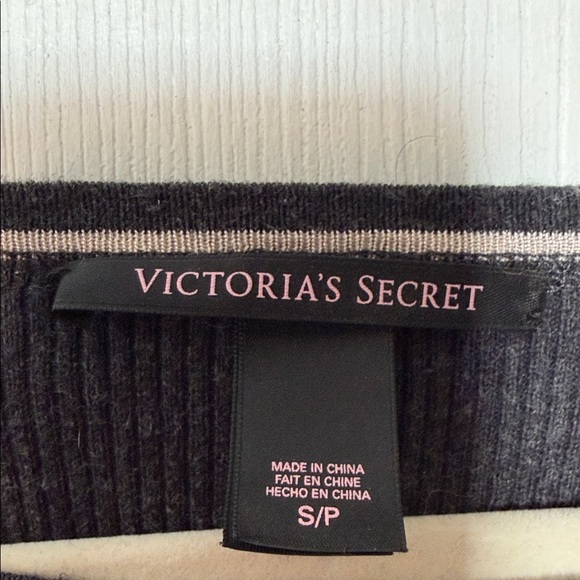 VICTORIA'S SECRET
MADE IN CHINA
FAIT EN CHINE
HECHO EN CHINA
S/P